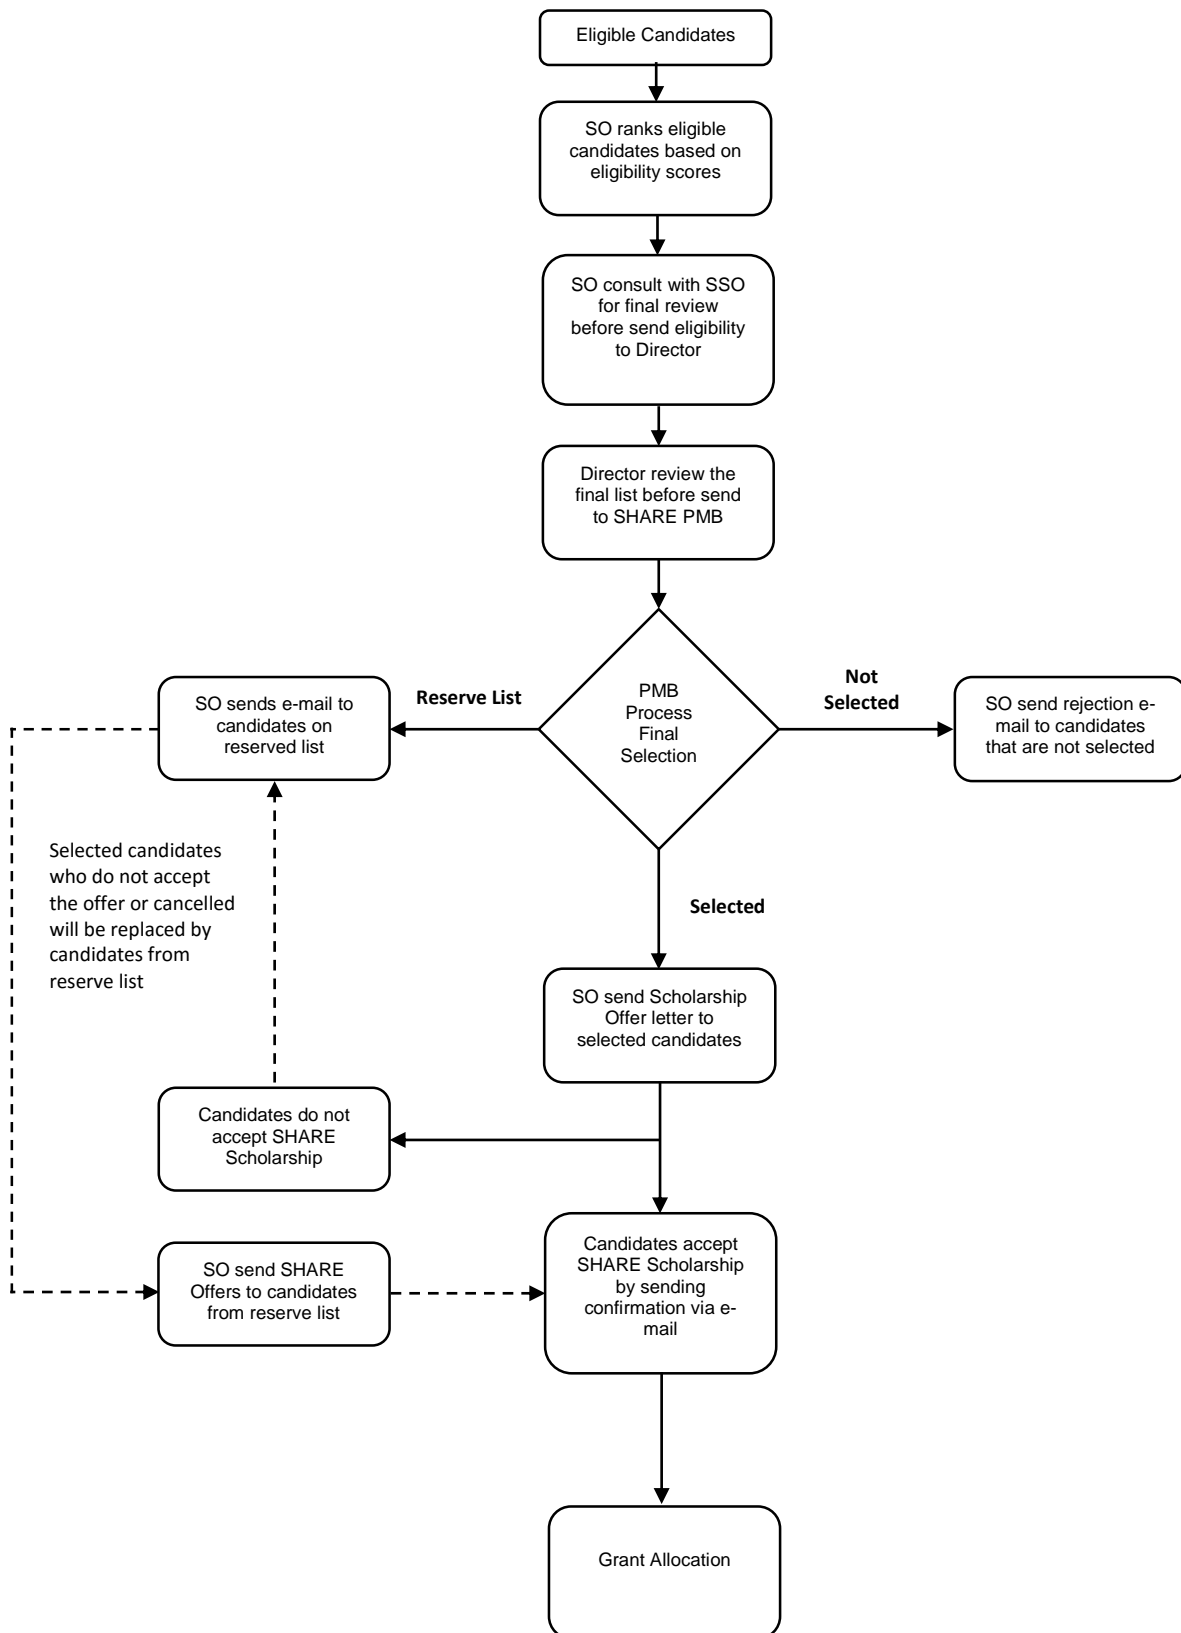 Eligible Candidates
SO ranks eligible
candidates based on
eligibility scores
SO consult with SSO
for final review
before send eligibility
to Director
Director review the
final list before send
to SHARE PMB
PMB
Process
Final
Selection
Reserve List
Not
Selected
SO sends e-mail to
candidates on
reserved list
SO send rejection e-
mail to candidates
that are not selected
Selected candidates
who do not accept
the offer or cancelled
will be replaced by
candidates from
reserve list
Selected
SO send Scholarship
Offer letter to
selected candidates
Candidates do not
accept SHARE
Scholarship
SO send SHARE
Offers to candidates
from reserve list
Candidates accept
SHARE Scholarship
by sending
confirmation via e-
mail
Grant Allocation